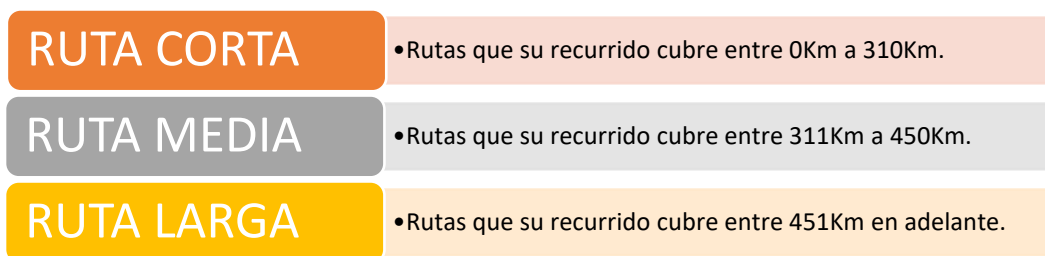 RUTA CORTA
•Rutas que su recurrido cubre entre 0Km a 310Km.
RUTA MEDIA
•Rutas que su recurrido cubre entre 311Km a 450Km.
RUTA LARGA
•Rutas que su recurrido cubre entre 451Km en adelante.